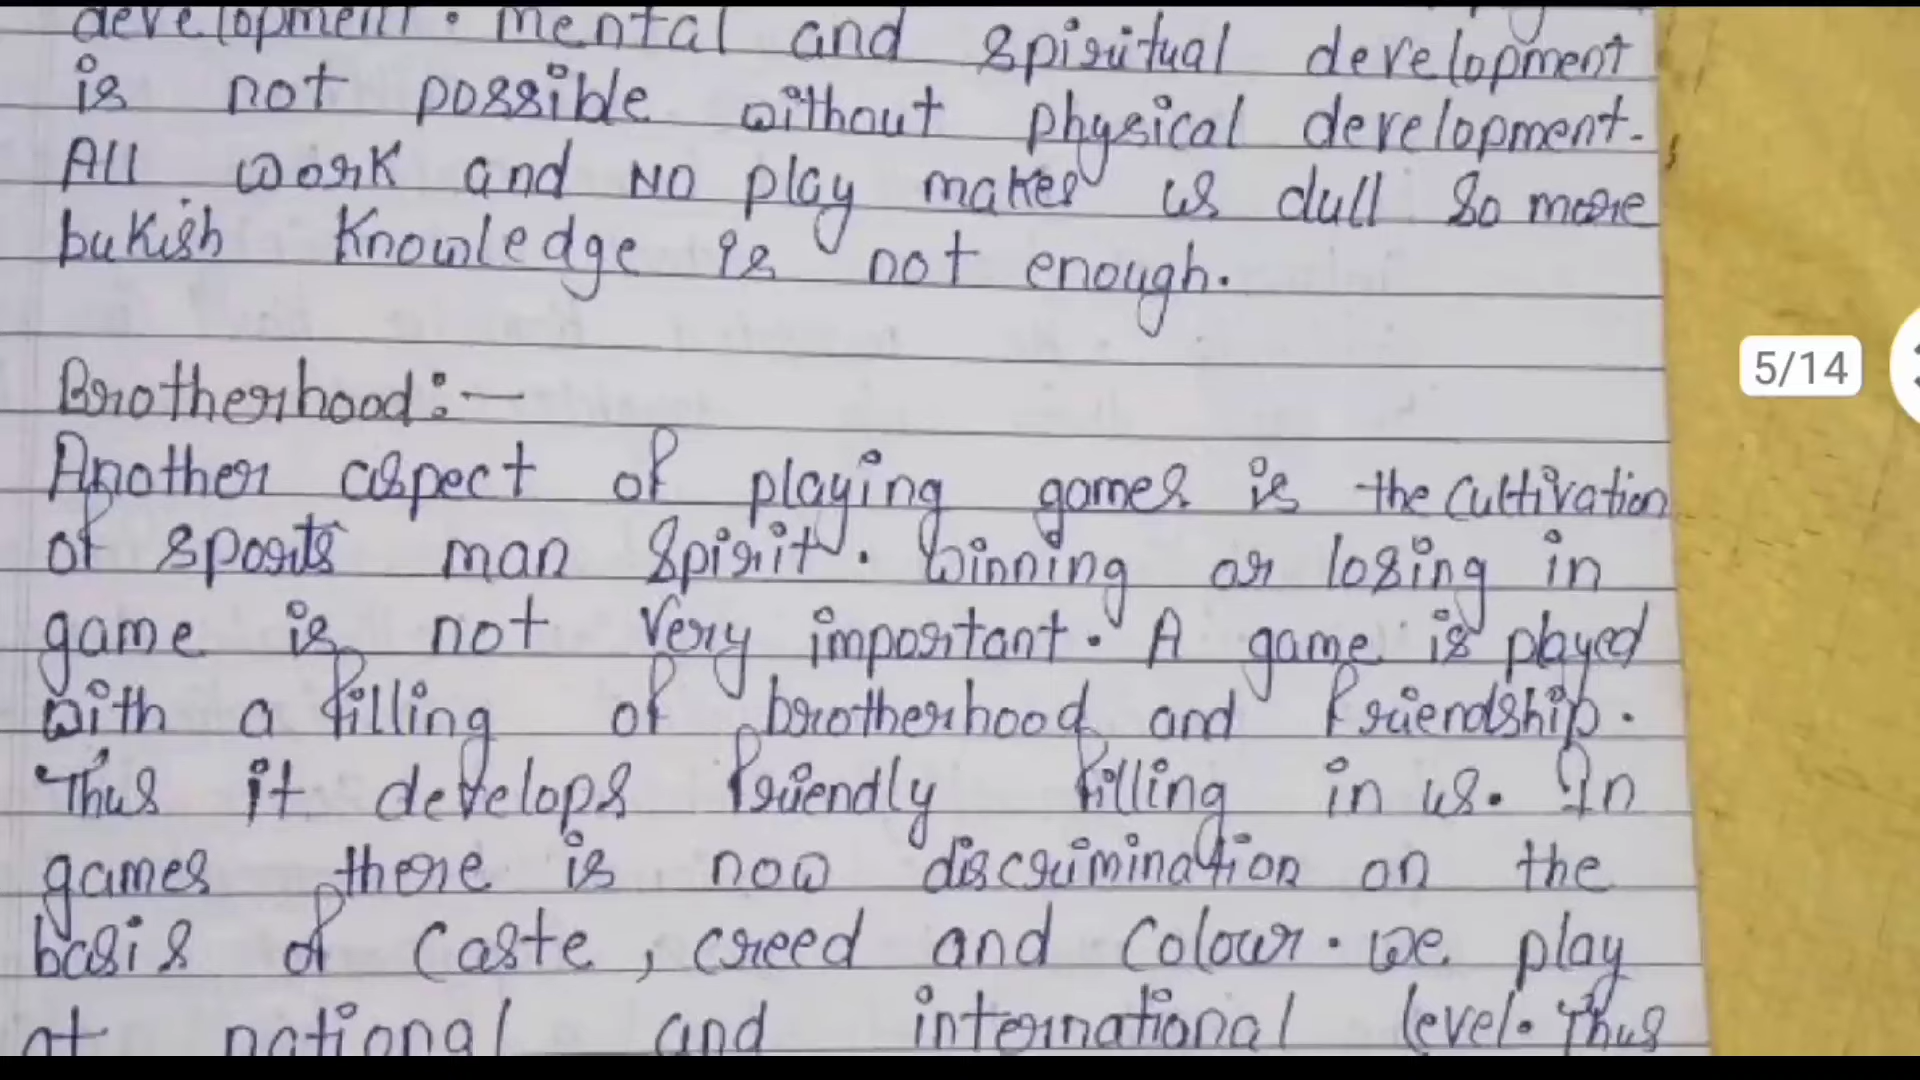 development. mental and spiritual development
is not possible without physical development.
All work and NO play makes us dull so more
bukish Knowledge is not enough.
Brotherhood:-
Another aspect of playing games is the cultivation
of sports man spirit. Winning or losing in
game is not very important. A game is played
with a filling of brotherhood and friendship.
Thus it develops friendly filling in us. In
games there is now discrimination on the
basis of caste, creed and colour. we play
at national and international level. Thus
5/14